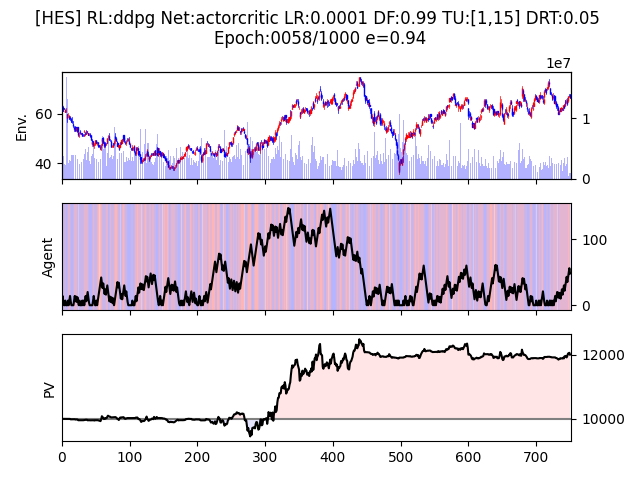 [HES] RL:ddpg Net:actorcritic LR:0.0001 DF:0.99 TU:[1,15] DRT:0.05
Epoch:0058/1000 e=0.94
1e7
Env.
60
40
1
0
Agent
100
0
PV
12000
10000
0 100 200 300 400 500 600 700